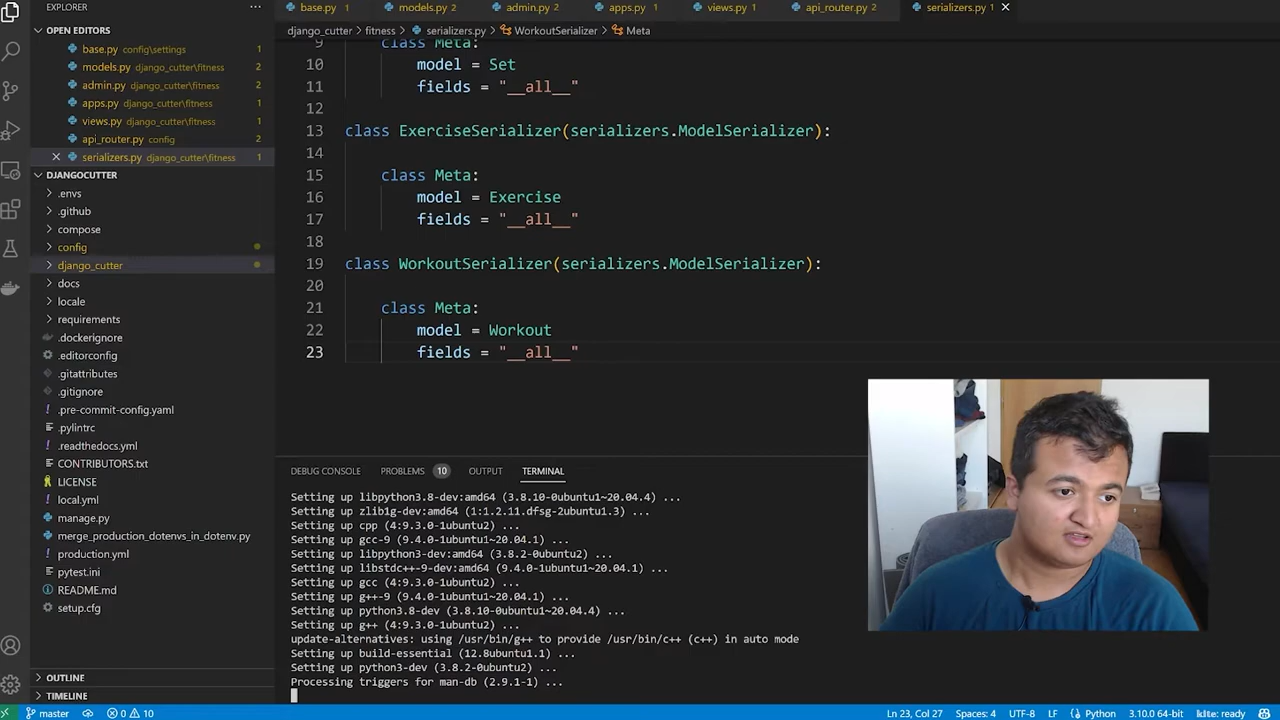 EXPLORER
OPEN EDITORS
base.py config\settings 1
models.py django_cutter\fitness 2
admin.py django_cutter\fitness 2
apps.py django_cutter\fitness 1
views.py django_cutter\fitness 1
api_router.py config 2
serializers.py django_cutter\fitness 1
DJANGOCUTTER
.envs
.github
compose
config
django_cutter
docs
locale
requirements
.dockerignore
.editorconfig
.gitattributes
.gitignore
.pre-commit-config.yaml
.pylintrc
.readthedocs.yml
CONTRIBUTORS.txt
LICENSE
local.yml
manage.py
merge_production_dotenvs_in_dotenv.py
production.yml
pytest.ini
README.md
setup.cfg
OUTLINE
TIMELINE
base.py 1 models.py 2 admin.py 2 apps.py 1 views.py 1 api_router.py 2 serializers.py 1
django_cutter > fitness > serializers.py > WorkoutSerializer > Meta
9 class Meta:
10 model = Set
11 fields = "__all__"
12
13 class ExerciseSerializer(serializers.ModelSerializer):
14
15 class Meta:
16 model = Exercise
17 fields = "__all__"
18
19 class WorkoutSerializer(serializers.ModelSerializer):
20
21 class Meta:
22 model = Workout
23 fields = "__all__"
DEBUG CONSOLE PROBLEMS 10 OUTPUT TERMINAL
Setting up libpython3.8-dev:amd64 (3.8.10-0ubuntu1~20.04.4) ...
Setting up zlib1g-dev:amd64 (1:1.2.11.dfsg-2ubuntu1.3) ...
Setting up cpp (4:9.3.0-1ubuntu2) ...
Setting up gcc-9 (9.4.0-1ubuntu1~20.04.1) ...
Setting up libpython3-dev:amd64 (3.8.2-0ubuntu2) ...
Setting up libstdc++-9-dev:amd64 (9.4.0-1ubuntu1~20.04.1) ...
Setting up gcc (4:9.3.0-1ubuntu2) ...
Setting up g++-9 (9.4.0-1ubuntu1~20.04.1) ...
Setting up python3.8-dev (3.8.10-0ubuntu1~20.04.4) ...
Setting up g++ (4:9.3.0-1ubuntu2) ...
update-alternatives: using /usr/bin/g++ to provide /usr/bin/c++ (c++) in auto mode
Setting up build-essential (12.8ubuntu1.1) ...
Setting up python3-dev (3.8.2-0ubuntu2) ...
Processing triggers for man-db (2.9.1-1) ...
master 0 10 Ln 23, Col 27 Spaces: 4 UTF-8 LF Python 3.10.0 64-bit kite: ready